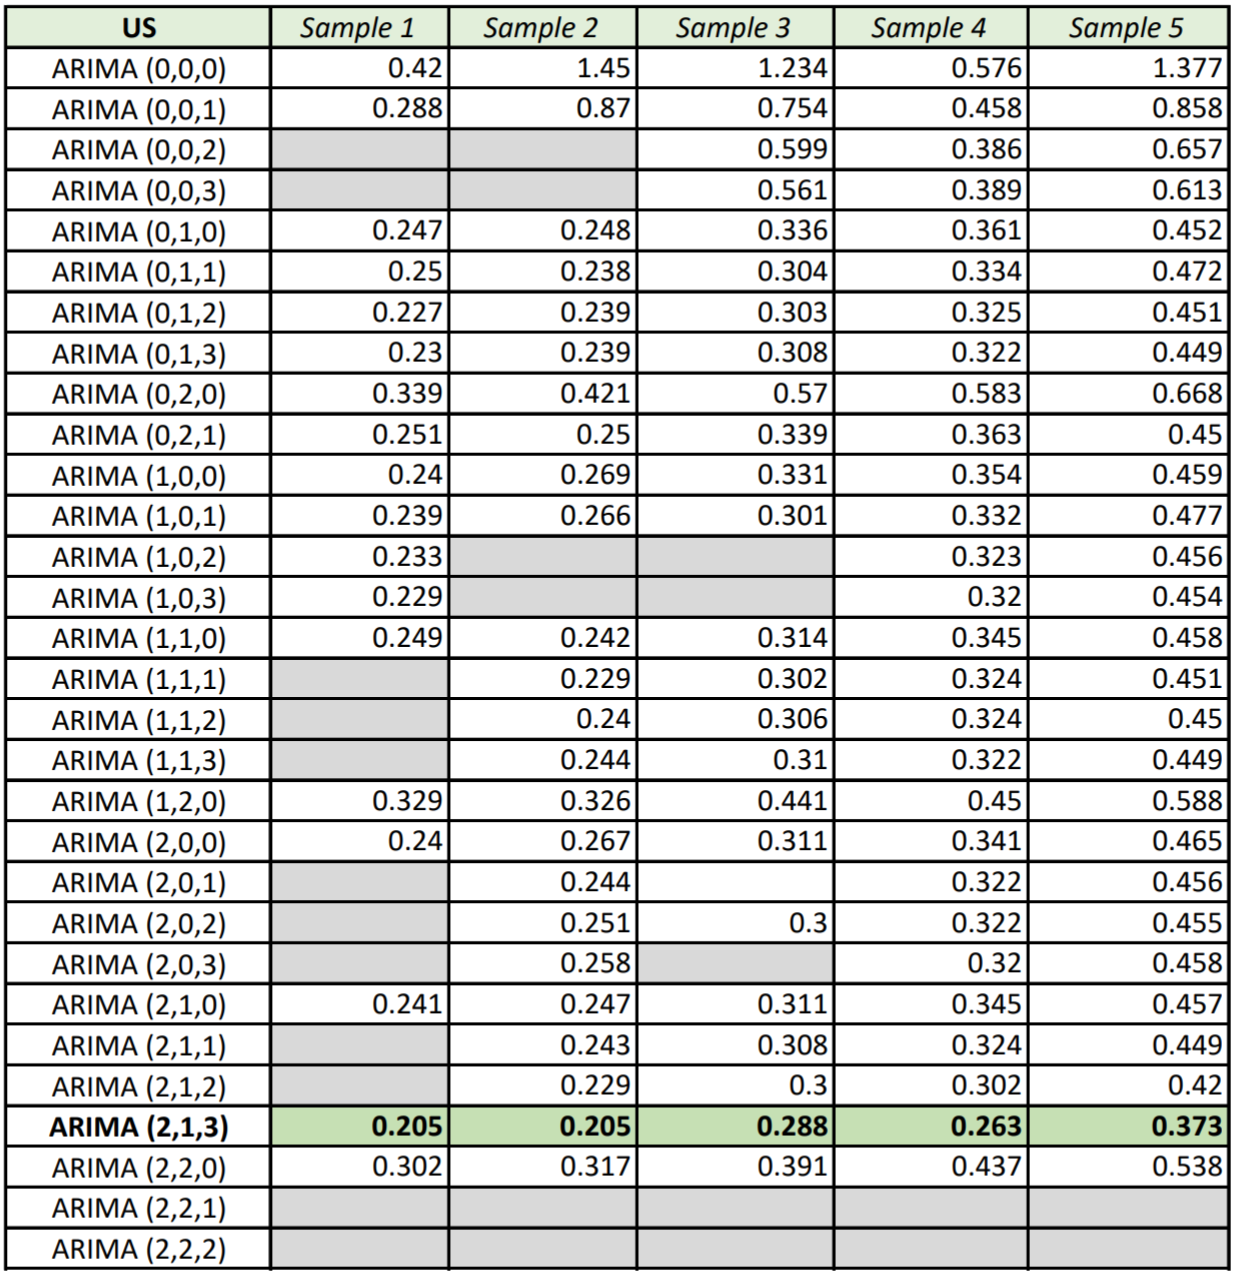 US Sample 1 Sample 2 Sample 3 Sample 4 Sample 5
ARIMA (0,0,0) 0.42 1.45 1.234 0.576 1.377
ARIMA (0,0,1) 0.288 0.87 0.754 0.458 0.858
ARIMA (0,0,2) 0.599 0.386 0.657
ARIMA (0,0,3) 0.561 0.389 0.613
ARIMA (0,1,0) 0.247 0.248 0.336 0.361 0.452
ARIMA (0,1,1) 0.25 0.238 0.304 0.334 0.472
ARIMA (0,1,2) 0.227 0.239 0.303 0.325 0.451
ARIMA (0,1,3) 0.23 0.239 0.308 0.322 0.449
ARIMA (0,2,0) 0.339 0.421 0.57 0.583 0.668
ARIMA (0,2,1) 0.251 0.25 0.339 0.363 0.45
ARIMA (1,0,0) 0.24 0.269 0.331 0.354 0.459
ARIMA (1,0,1) 0.239 0.266 0.301 0.332 0.477
ARIMA (1,0,2) 0.233 0.323 0.456
ARIMA (1,0,3) 0.229 0.32 0.454
ARIMA (1,1,0) 0.249 0.242 0.314 0.345 0.458
ARIMA (1,1,1) 0.229 0.302 0.324 0.451
ARIMA (1,1,2) 0.24 0.306 0.324 0.45
ARIMA (1,1,3) 0.244 0.31 0.322 0.449
ARIMA (1,2,0) 0.329 0.326 0.441 0.45 0.588
ARIMA (2,0,0) 0.24 0.267 0.311 0.341 0.465
ARIMA (2,0,1) 0.244 0.322 0.456
ARIMA (2,0,2) 0.251 0.3 0.322 0.455
ARIMA (2,0,3) 0.258 0.32 0.458
ARIMA (2,1,0) 0.241 0.247 0.311 0.345 0.457
ARIMA (2,1,1) 0.243 0.308 0.324 0.449
ARIMA (2,1,2) 0.229 0.3 0.302 0.42
ARIMA (2,1,3) 0.205 0.205 0.288 0.263 0.373
ARIMA (2,2,0) 0.302 0.317 0.391 0.437 0.538
ARIMA (2,2,1)
ARIMA (2,2,2)